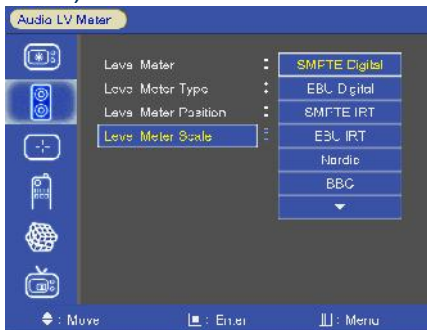 Audio LV Meter
Level Meter : SMPTE Digital
Level Meter Type : EBU Digital
Level Meter Position : SMPTE IRT
Level Meter Scale : EBU IRT
Nordic
BBC
: Move : Enter : Menu